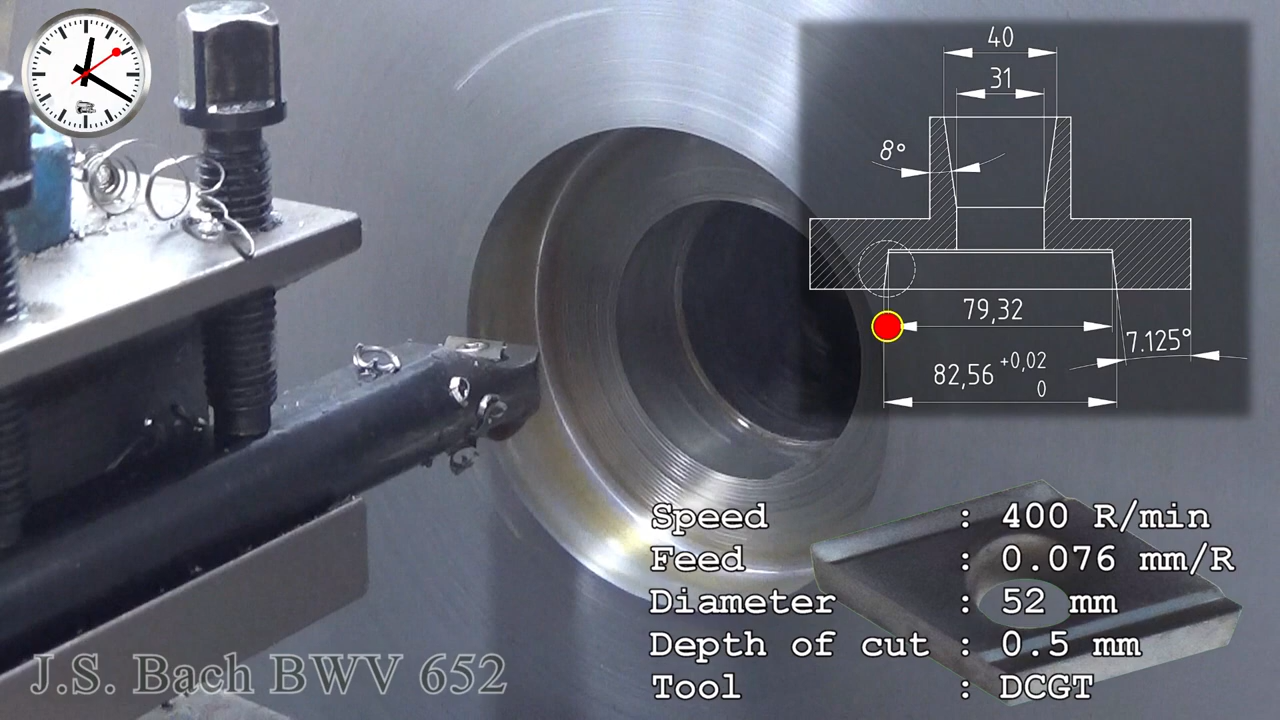 40
31
8°
79,32
7.125°
82,56 +0,02
0
Speed : 400 R/min
Feed : 0.076 mm/R
Diameter : 52 mm
Depth of cut : 0.5 mm
Tool : DCGT
J.S. Bach BWV 652